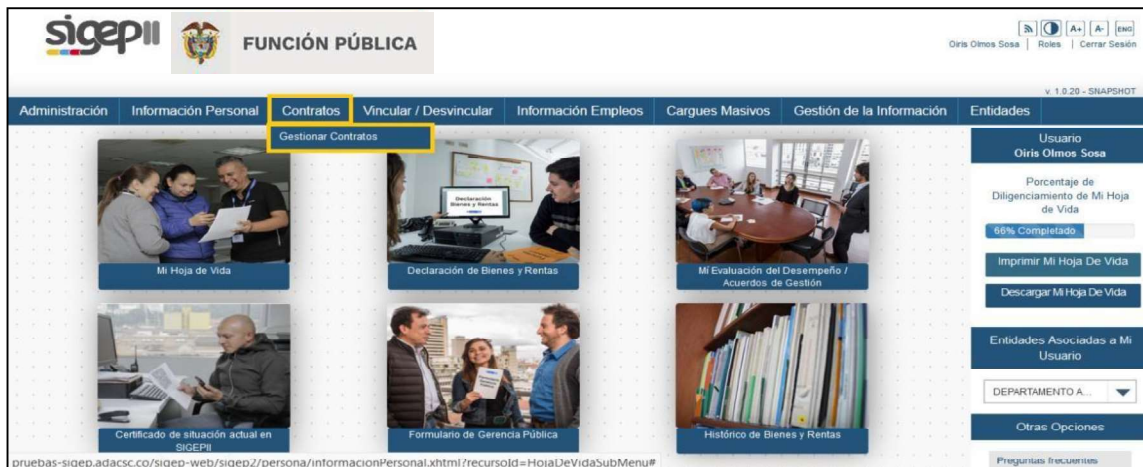 sigepII
FUNCIÓN PÚBLICA
A+ A- ENG
Oiris Olmos Sosa | Roles | Cerrar Sesión
v. 1.0.20 - SNAPSHOT
Administración Información Personal Contratos Vincular / Desvincular Información Empleos Cargues Masivos Gestión de la Información Entidades
Gestionar Contratos
Usuario
Oiris Olmos Sosa
Porcentaje de
Diligenciamiento de Mi Hoja
de Vida
66% Completado
Imprimir Mi Hoja De Vida
Descargar Mi Hoja De Vida
Entidades Asociadas a Mi
Usuario
DEPARTAMENTO A...
Otras Opciones
Preguntas frecuentes
Declaración
Bienes y Rentas
Mi Hoja de Vida
Declaración de Bienes y Rentas
Mí Evaluación del Desempeño /
Acuerdos de Gestión
Certificado de situación actual en
SIGEPII
Formulario de Gerencia Pública
Histórico de Bienes y Rentas
pruebas-sigep.adacsc.co/sigep-web/sigep2/persona/informacionPersonal.xhtml?recursoId=HojaDeVidaSubMenu#